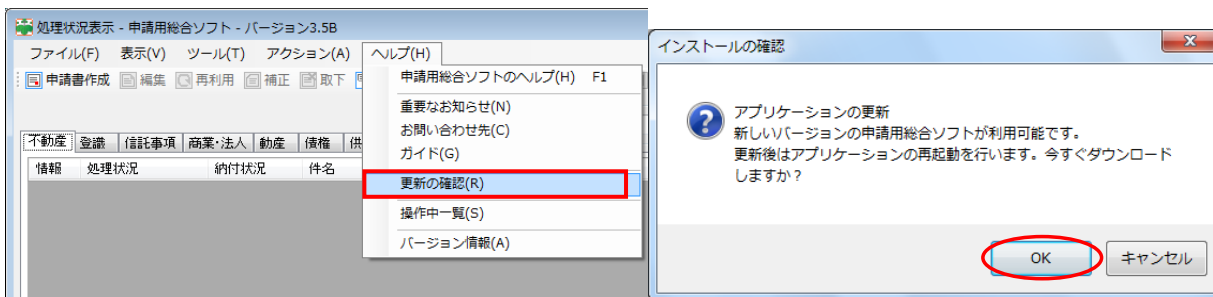 処理状況表示 - 申請用総合ソフト - バージョン3.5B
ファイル(F) 表示(V) ツール(T) アクション(A) ヘルプ(H)
申請書作成 編集 再利用 補正 取下
申請用総合ソフトのヘルプ(H) F1
重要なお知らせ(N)
お問い合わせ先(C)
ガイド(G)
更新の確認(R)
操作中一覧(S)
バージョン情報(A)
不動産 登識 信託事項 商業・法人 動産 債権 供
情報 処理状況 納付状況 件名
インストールの確認
アプリケーションの更新
新しいバージョンの申請用総合ソフトが利用可能です。
更新後はアプリケーションの再起動を行います。今すぐダウンロード
しますか？
OK キャンセル